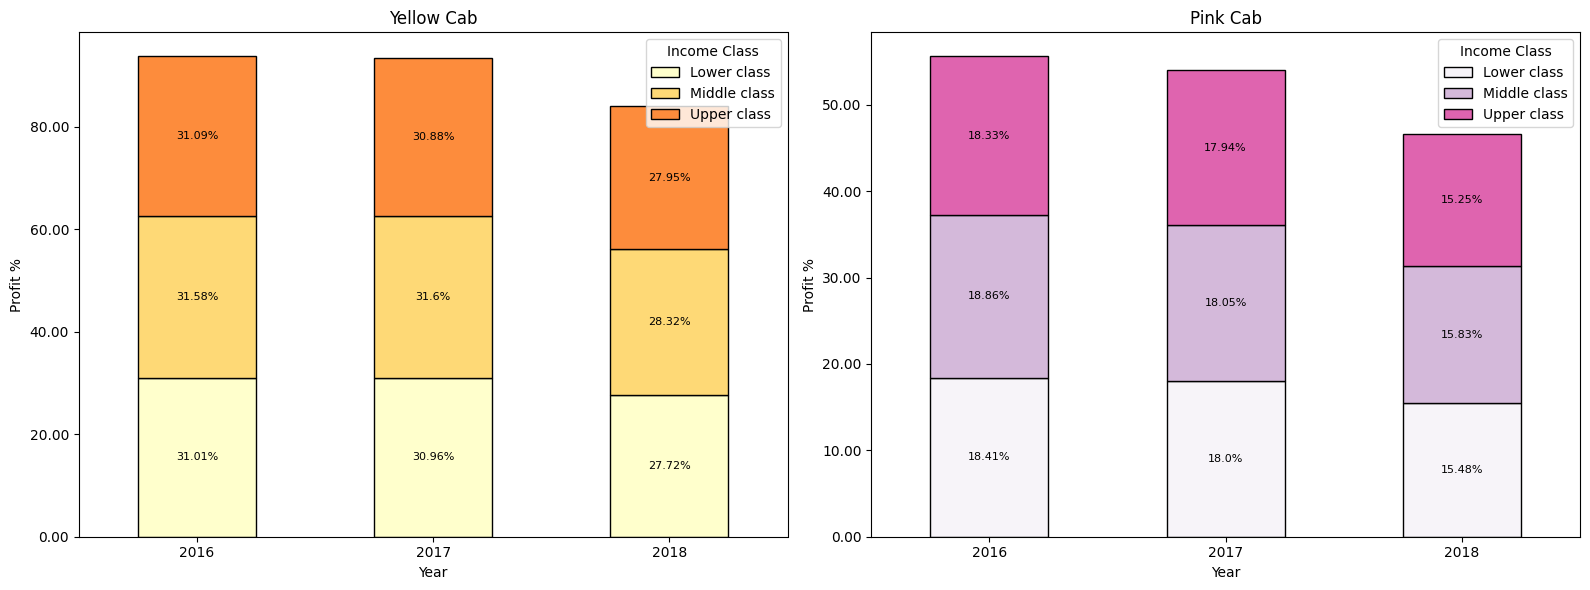 Yellow Cab
Profit %
80.00
60.00
40.00
20.00
0.00
Income Class
Lower class
Middle class
Upper class
31.09%
30.88%
27.95%
31.58%
31.6%
28.32%
31.01%
30.96%
27.72%
2016
2017
2018
Year
Pink Cab
Profit %
50.00
40.00
30.00
20.00
10.00
0.00
Income Class
Lower class
Middle class
Upper class
18.33%
17.94%
15.25%
18.86%
18.05%
15.83%
18.41%
18.0%
15.48%
2016
2017
2018
Year